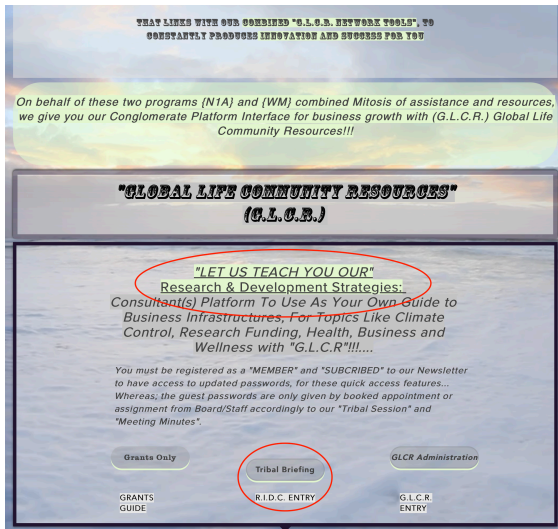 THAT LINKS WITH OUR COMBINED "G.L.C.R. NETWORK TOOLS", TO
CONSTANTLY PRODUCES INNOVATION AND SUCCESS FOR YOU
On behalf of these two programs {N1A} and {WM} combined Mitosis of assistance and resources,
we give you our Conglomerate Platform Interface for business growth with (G.L.C.R.) Global Life
Community Resources!!!
"GLOBAL LIFE COMMUNITY RESOURCES"
(G.L.C.R.)
"LET US TEACH YOU OUR"
Research & Development Strategies:
Consultant(s) Platform To Use As Your Own Guide to
Business Infrastructures, For Topics Like Climate
Control, Research Funding, Health, Business and
Wellness with "G.L.C.R"!!!....
You must be registered as a "MEMBER" and "SUBCRIBED" to our Newsletter
to have access to updated passwords, for these quick access features...
Whereas; the guest passwords are only given by booked appointment or
assignment from Board/Staff accordingly to our "Tribal Session" and
"Meeting Minutes".
Grants Only
Tribal Briefing
GLCR Administration
GRANTS
GUIDE
R.I.D.C. ENTRY
G.L.C.R.
ENTRY